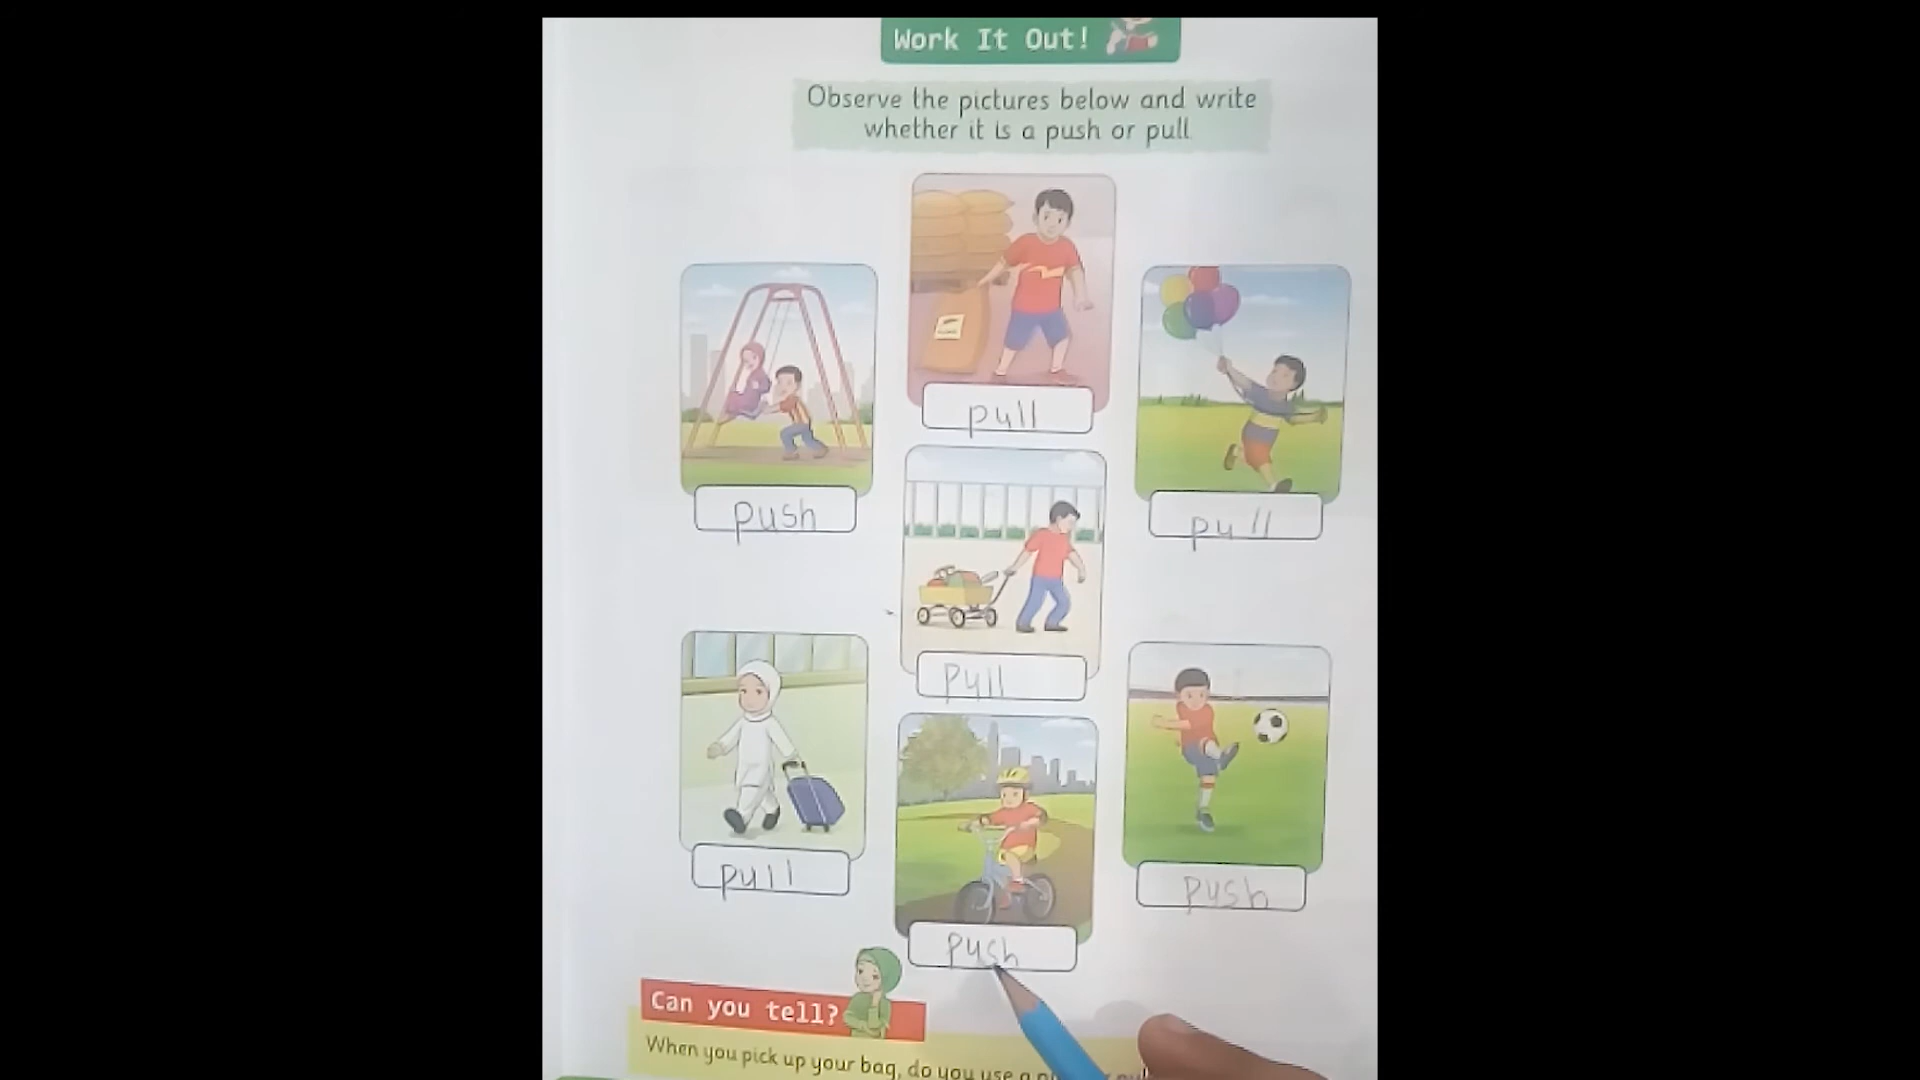 Work It Out!
Observe the pictures below and write
whether it is a push or pull
pull
push
pull
pull
pull
push
push
Can you tell?
When you pick up your bag, do you use a